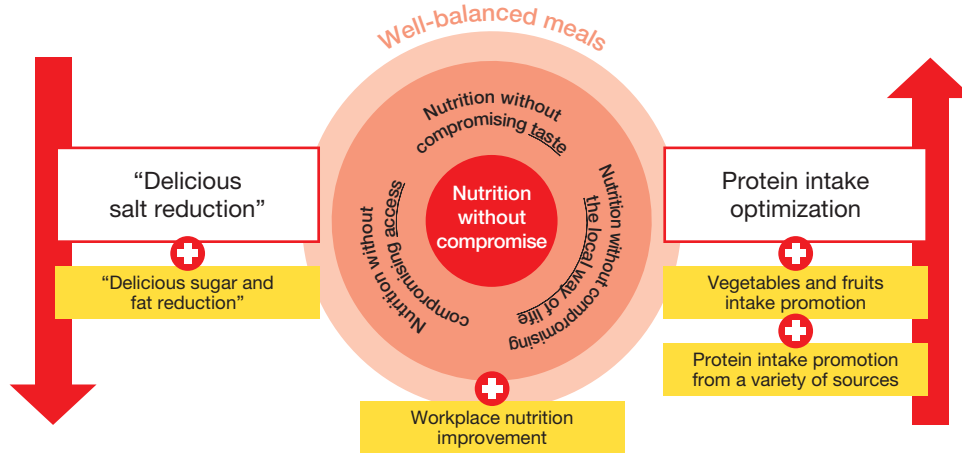 Well-balanced meals
Nutrition without
compromising taste
Nutrition without
compromising access
Nutrition without compromising
the local way of life
Nutrition
without
compromise
“Delicious
salt reduction”
“Delicious sugar and
fat reduction”
Protein intake
optimization
Vegetables and fruits
intake promotion
Protein intake promotion
from a variety of sources
Workplace nutrition
improvement